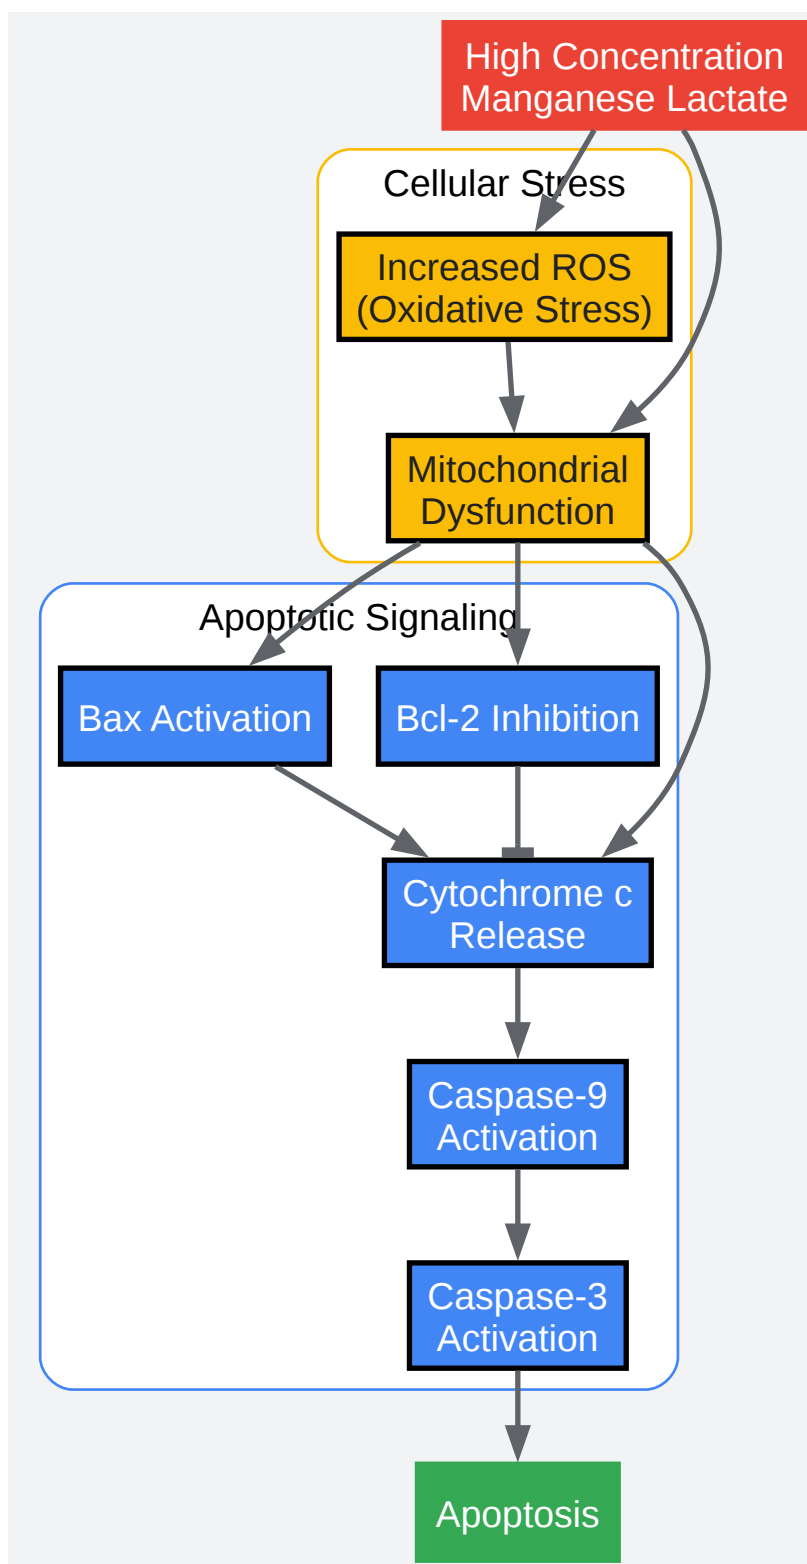 High Concentration
Manganese Lactate
Cellular Stress
Increased ROS
(Oxidative Stress)
Mitochondrial
Dysfunction
Apoptotic Signaling
Bax Activation
Bcl-2 Inhibition
Cytochrome c
Release
Caspase-9
Activation
Caspase-3
Activation
Apoptosis